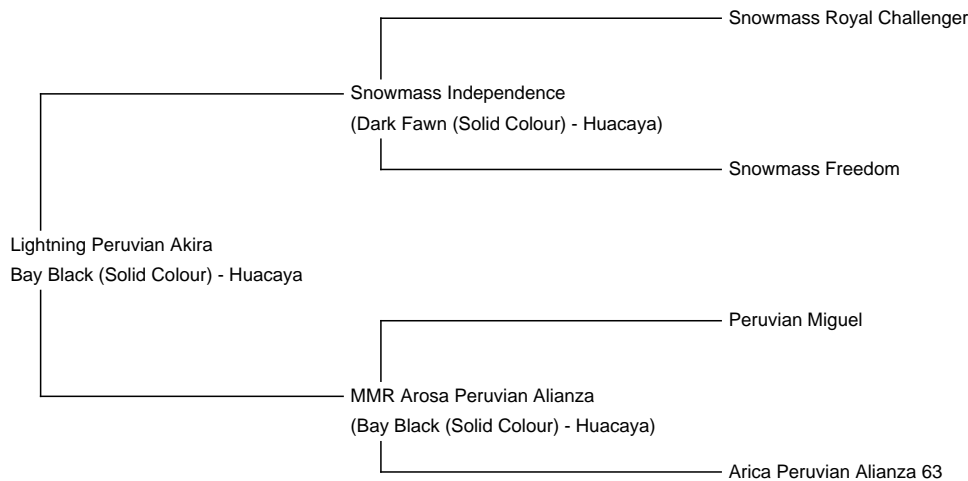 Snowmass Royal Challenger
Snowmass Independence
(Dark Fawn (Solid Colour) - Huacaya)
Snowmass Freedom
Lightning Peruvian Akira
Bay Black (Solid Colour) - Huacaya
Peruvian Miguel
MMR Arosa Peruvian Alianza
(Bay Black (Solid Colour) - Huacaya)
Arica Peruvian Alianza 63